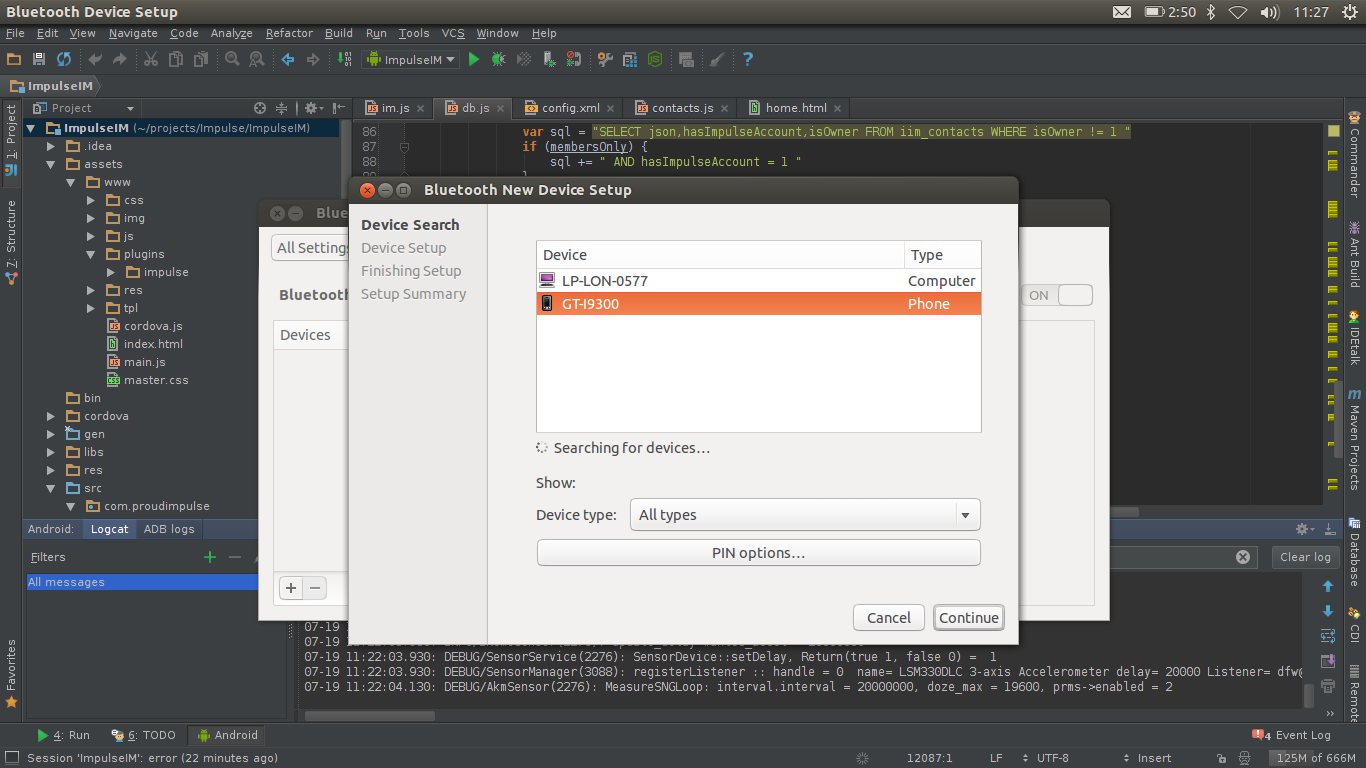 Bluetooth Device Setup 2:50 11:27
File Edit View Navigate Code Analyze Refactor Build Run Tools VCS Window Help
ImpulseIM
ImpulseIM
Project im.js db.js config.xml contacts.js home.html
ImpulseIM (~/projects/Impulse/ImpulseIM)
.idea
assets
www
css
img
js
plugins
impulse
res
tpl
cordova.js
index.html
main.js
master.css
bin
cordova
gen
libs
res
src
com.proudimpulse
1: Project
7: Structure
Favorites
86 var sql = "SELECT json,hasImpulseAccount,isOwner FROM iim_contacts WHERE isOwner != 1 "
87 if (membersOnly) {
88 sql += " AND hasImpulseAccount = 1 "
All Settings
Bluetooth
ON
Devices
Bluetooth New Device Setup
Device Search
Device Setup
Finishing Setup
Setup Summary
Device Type
LP-LON-0577 Computer
GT-I9300 Phone
Searching for devices…
Show:
Device type: All types
PIN options…
Cancel Continue
Commander
Ant Build
IDEtalk
Maven Projects
Database
CDI
Remote
Android: Logcat ADB logs
Filters
All messages
Clear log
07-19 11:22:03.930: DEBUG/SensorService(2276): SensorDevice::setDelay, Return(true 1, false 0) = 1
07-19 11:22:03.930: DEBUG/SensorManager(3088): registerListener :: handle = 0 name= LSM330DLC 3-axis Accelerometer delay= 20000 Listener= dfw@
07-19 11:22:04.130: DEBUG/AkmSensor(2276): MeasureSNGLoop: interval.interval = 20000000, doze_max = 19600, prms->enabled = 2
4: Run 6: TODO Android 4 Event Log
Session 'ImpulseIM': error (22 minutes ago) 12087:1 LF UTF-8 Insert 125M of 666M